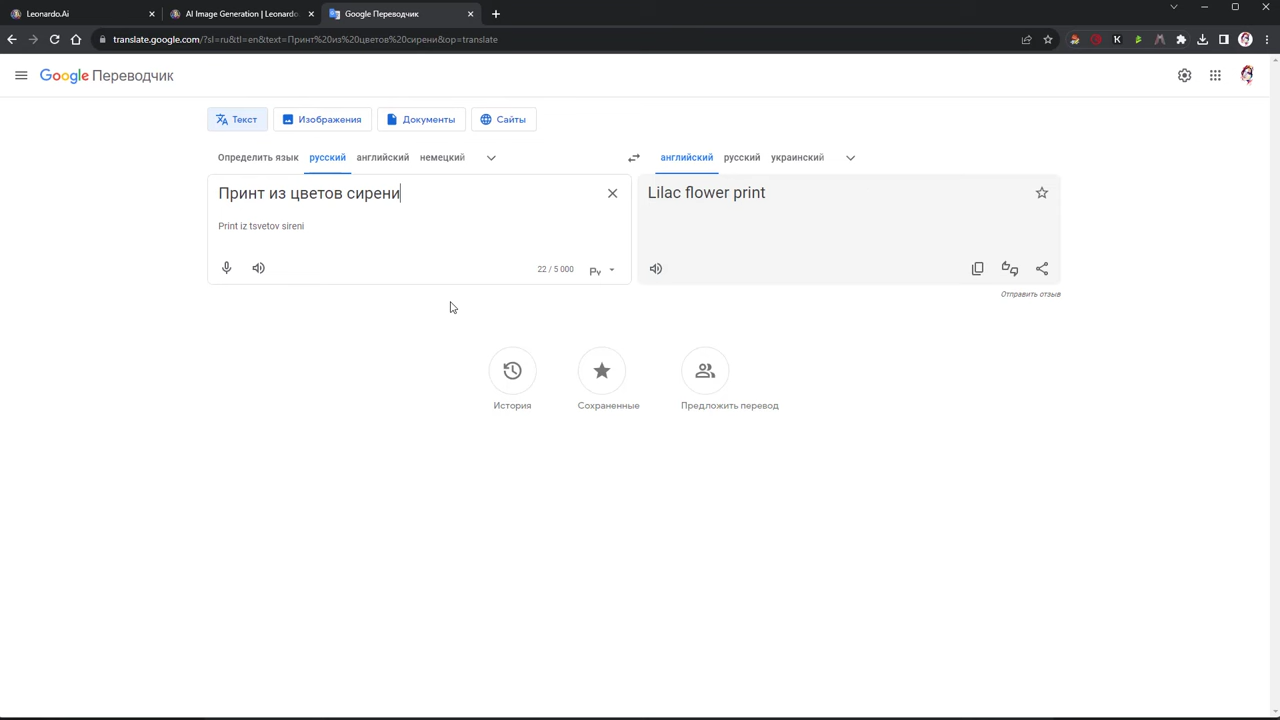 Leonardo.Ai
AI Image Generation | Leonardo
Google Переводчик
translate.google.com/?sl=ru&tl=en&text=Принт%20из%20цветов%20сирени&op=translate
Google Переводчик
Текст
Изображения
Документы
Сайты
Определить язык русский английский немецкий
английский русский украинский
Принт из цветов сирени
Lilac flower print
Print iz tsvetov sireni
22 / 5 000
Отправить отзыв
История
Сохраненные
Предложить перевод